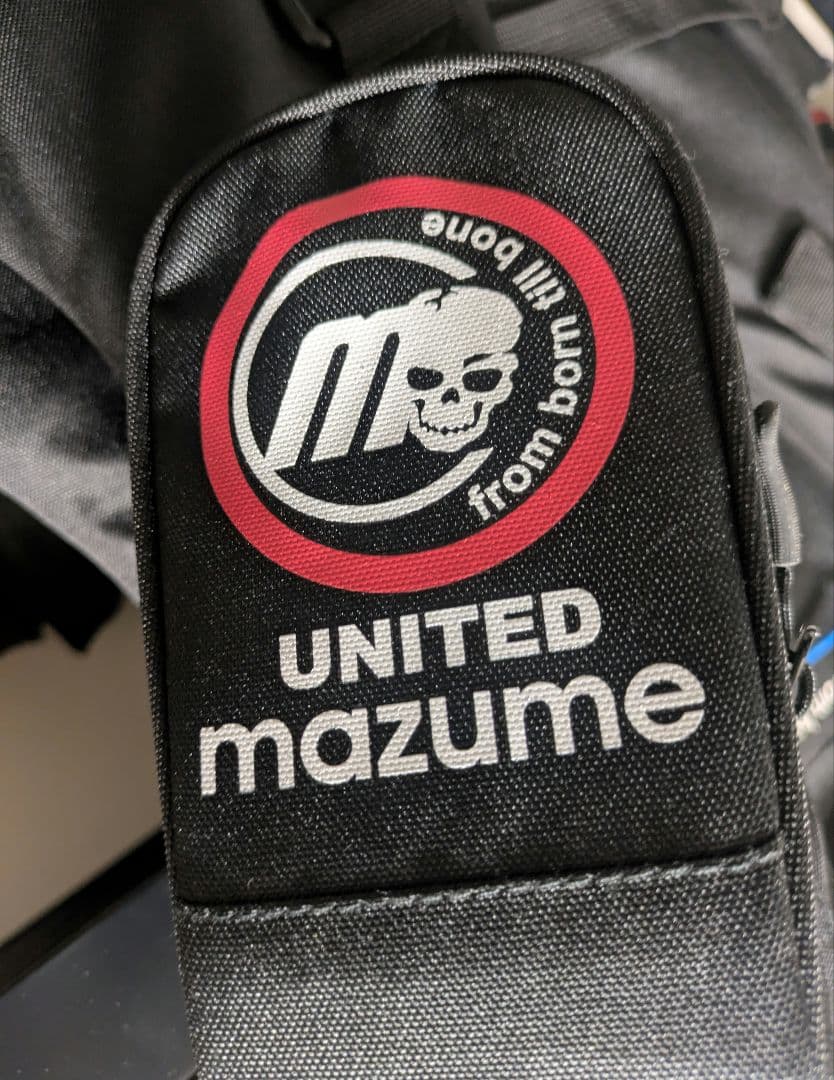 m
from born till bone
UNITED
mazume